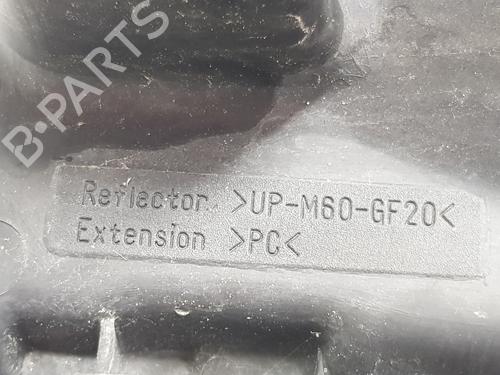 B-PARTS
Reflector >UP-M60-GF20<
Extension >PC<